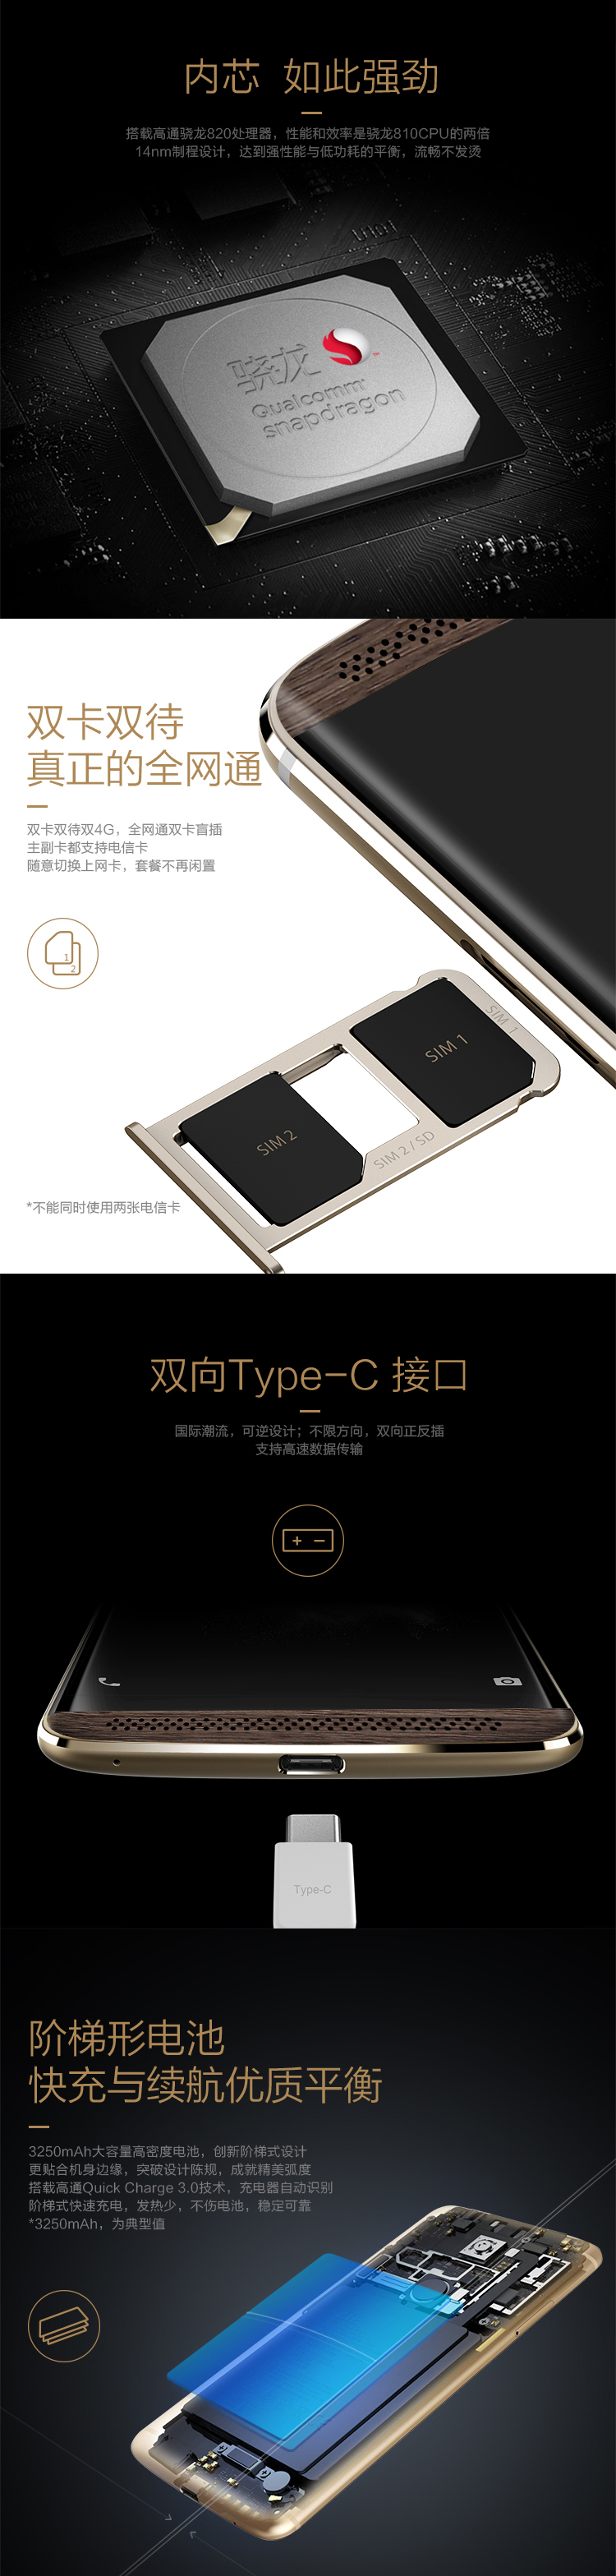 内芯 如此强劲
搭载高通骁龙820处理器，性能和效率是骁龙810CPU的两倍
14nm制程设计，达到强性能与低功耗的平衡，流畅不发烫
骁龙
Qualcomm
snapdragon
双卡双待
真正的全网通
双卡双待双4G，全网通双卡盲插
主副卡都支持电信卡
随意切换上网卡，套餐不再闲置
1
2
SIM 1
SIM 1
SIM 2
SIM 2 / SD
*不能同时使用两张电信卡
双向Type-C 接口
国际潮流，可逆设计；不限方向，双向正反插
支持高速数据传输
Type-C
阶梯形电池
快充与续航优质平衡
3250mAh大容量高密度电池，创新阶梯式设计
更贴合机身边缘，突破设计陈规，成就精美弧度
搭载高通Quick Charge 3.0技术，充电器自动识别
阶梯式快速充电，发热少，不伤电池，稳定可靠
*3250mAh，为典型值